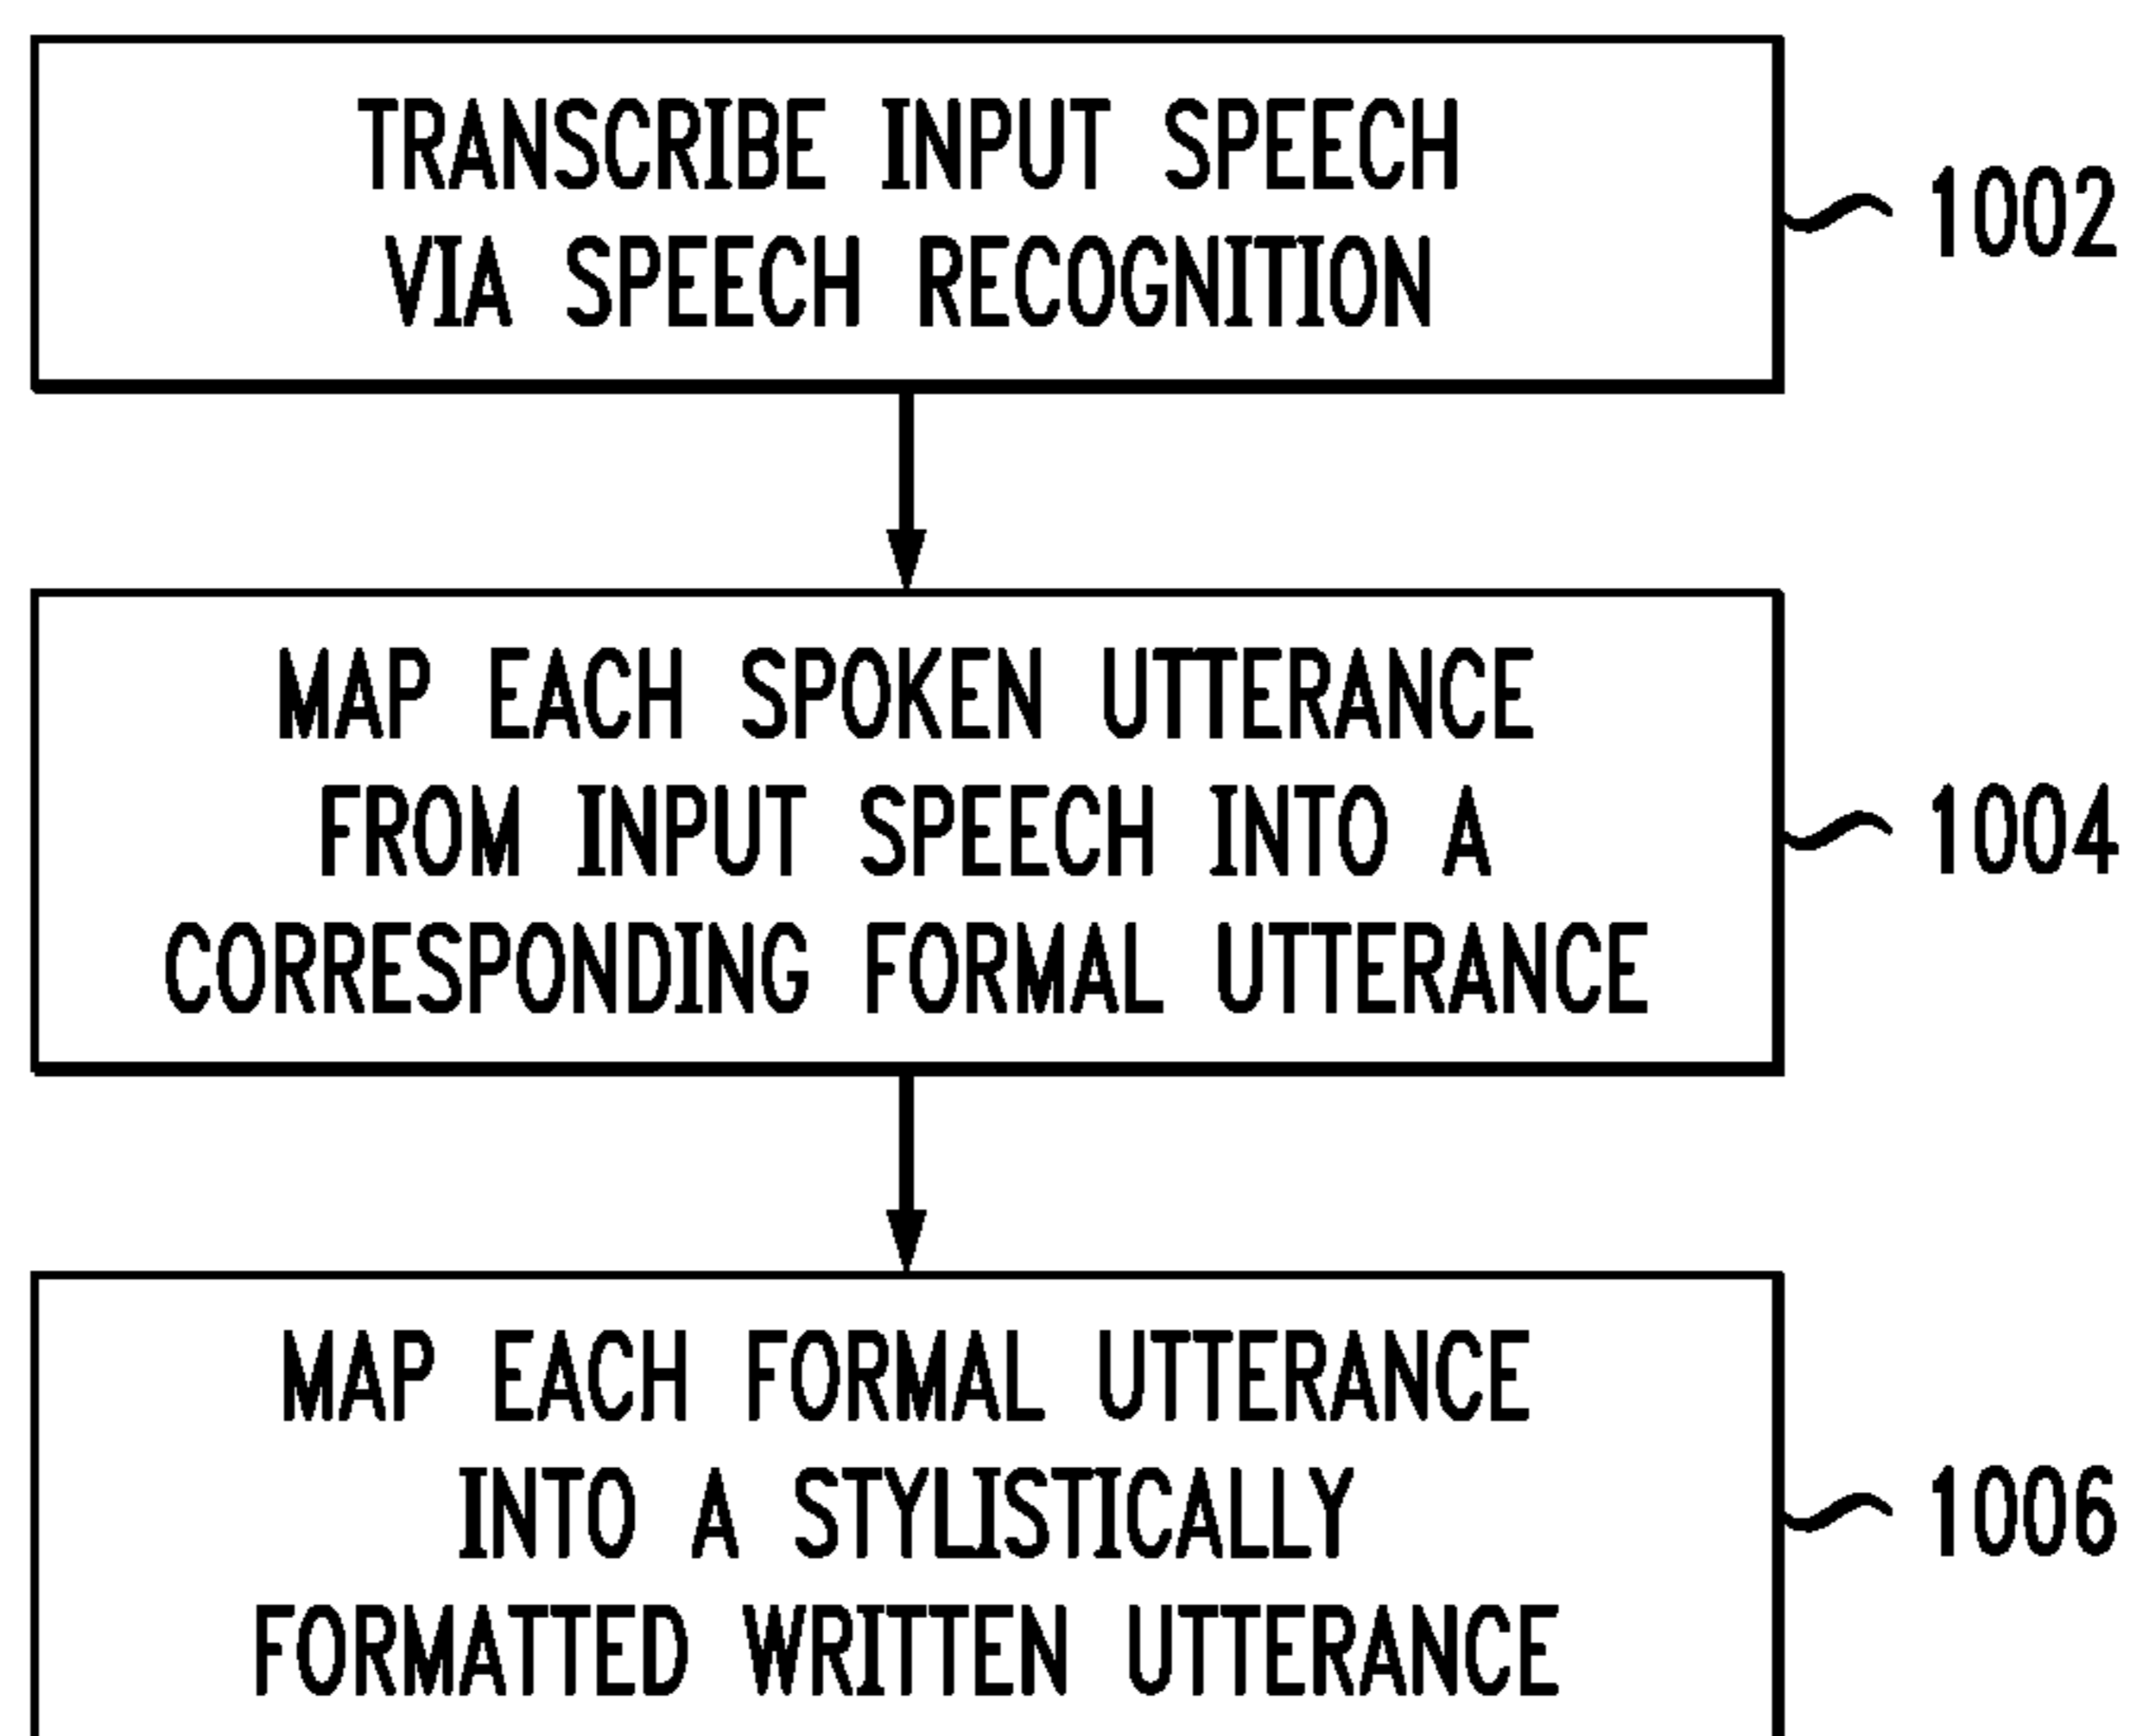 TRANSCRIBE INPUT SPEECH
VIA SPEECH RECOGNITION
1002
MAP EACH SPOKEN UTTERANCE
FROM INPUT SPEECH INTO A
CORRESPONDING FORMAL UTTERANCE
1004
MAP EACH FORMAL UTTERANCE
INTO A STYLISTICALLY
FORMATTED WRITTEN UTTERANCE
1006